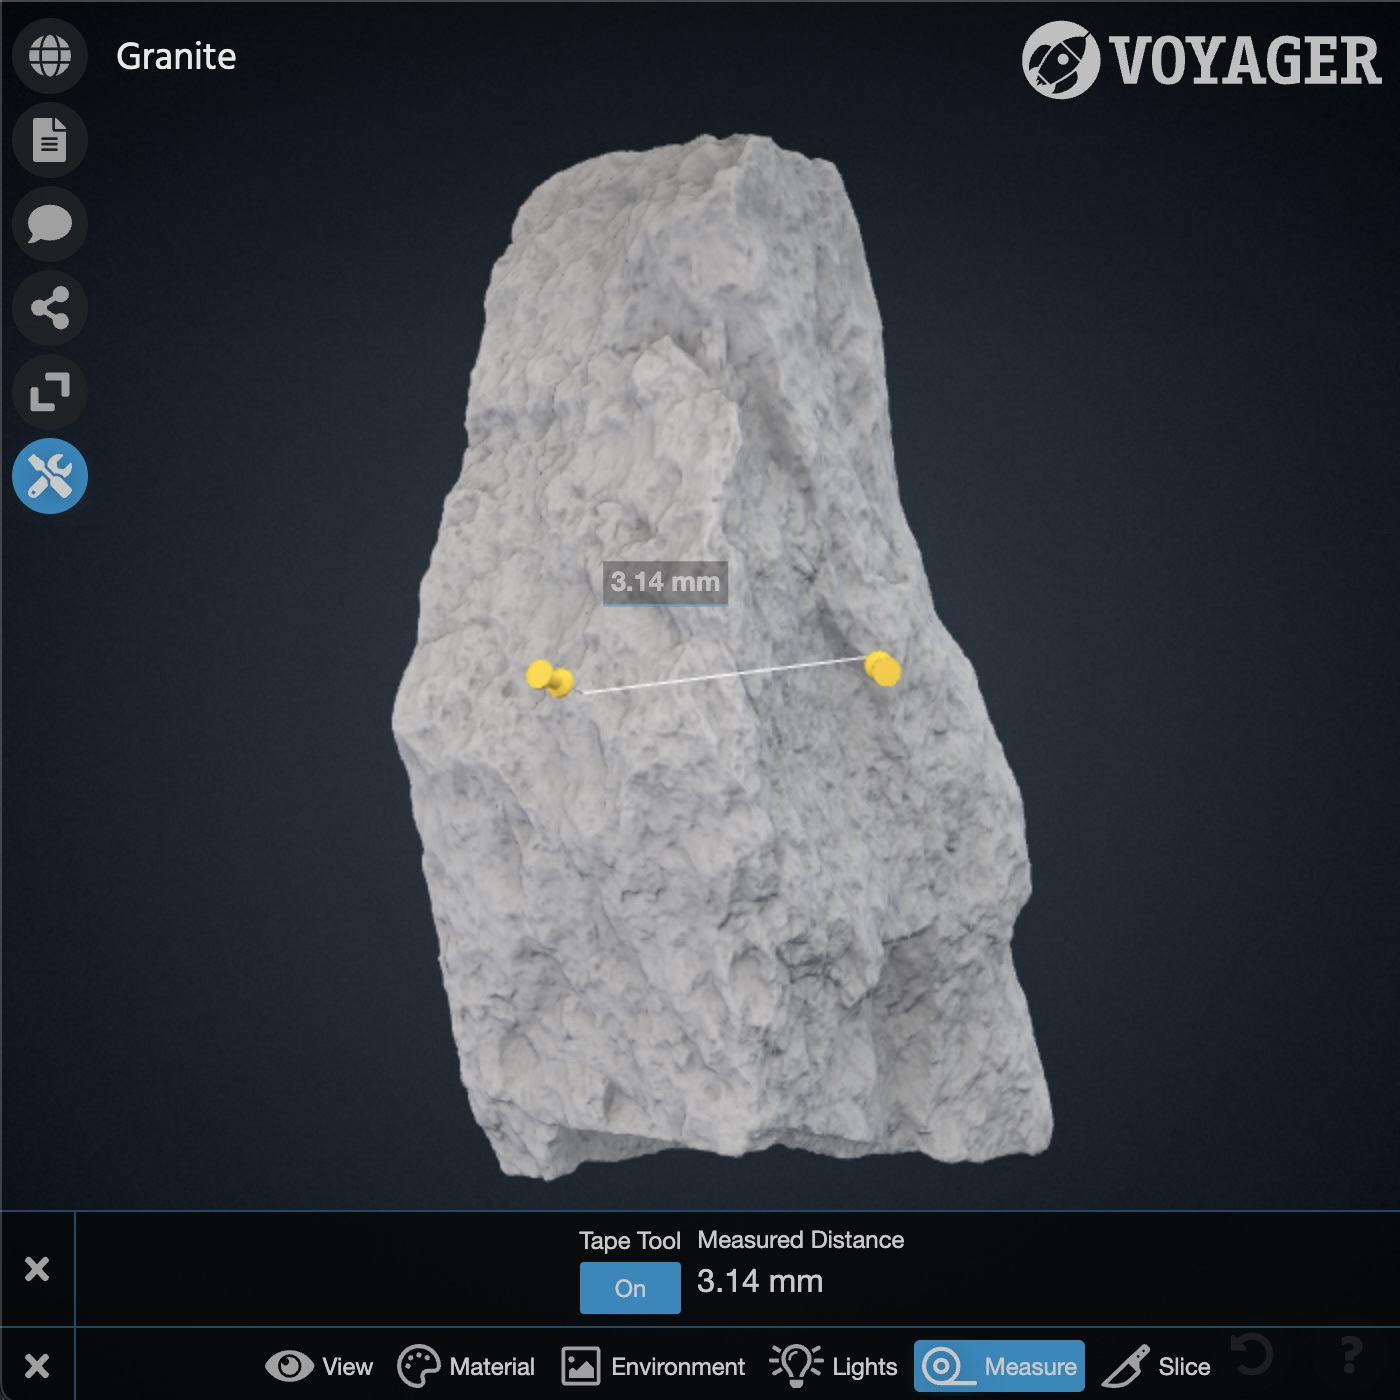 Granite
VOYAGER
3.14 mm
Tape Tool Measured Distance
On 3.14 mm
View Material Environment Lights Measure Slice ?